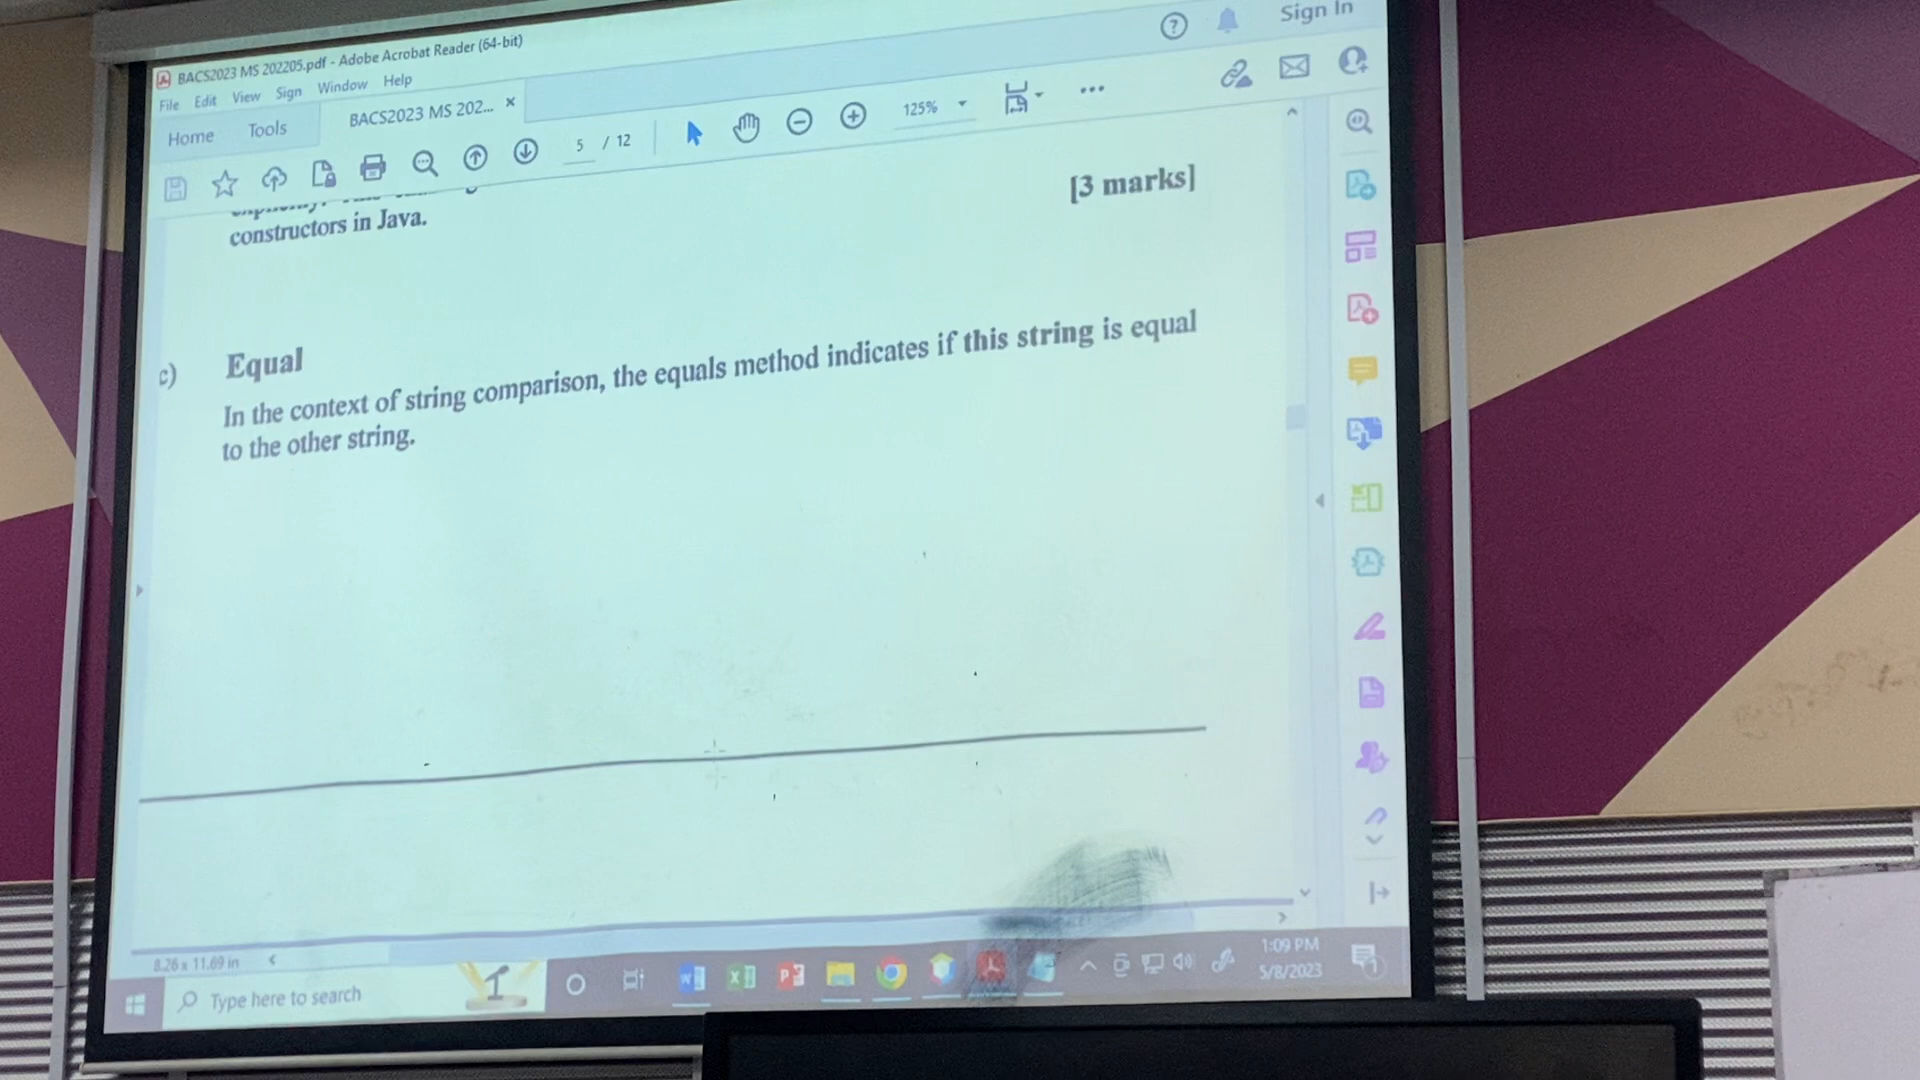 BACS2023 MS 202205.pdf - Adobe Acrobat Reader (64-bit)
Sign In
File Edit View Sign Window Help
Home Tools BACS2023 MS 202... ×
5 / 12 125%
[3 marks]
constructors in Java.
c) Equal
In the context of string comparison, the equals method indicates if this string is equal
to the other string.
8.26 x 11.69 in
Type here to search
1:09 PM
5/8/2023